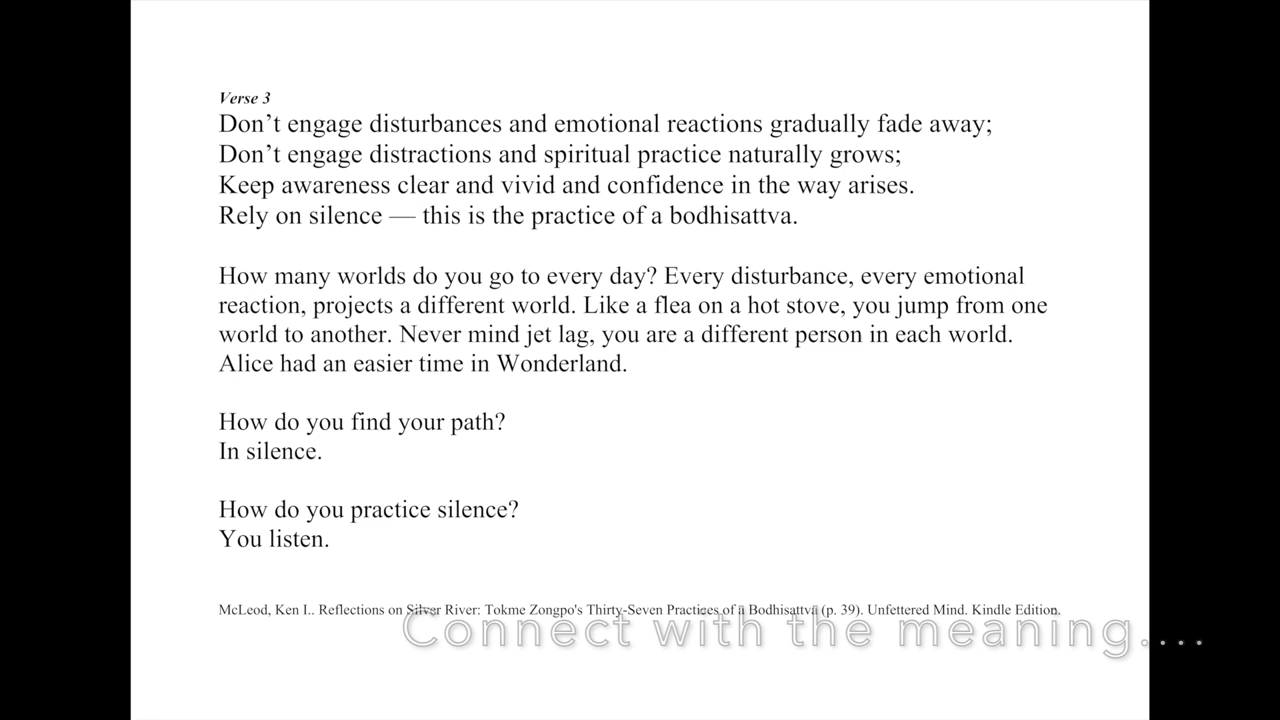 Verse 3
Don’t engage disturbances and emotional reactions gradually fade away;
Don’t engage distractions and spiritual practice naturally grows;
Keep awareness clear and vivid and confidence in the way arises.
Rely on silence — this is the practice of a bodhisattva.
How many worlds do you go to every day? Every disturbance, every emotional
reaction, projects a different world. Like a flea on a hot stove, you jump from one
world to another. Never mind jet lag, you are a different person in each world.
Alice had an easier time in Wonderland.
How do you find your path?
In silence.
How do you practice silence?
You listen.
McLeod, Ken I.. Reflections on Silver River: Tokme Zongpo's Thirty-Seven Practices of a Bodhisattva (p. 39). Unfettered Mind. Kindle Edition.
Connect with the meaning....